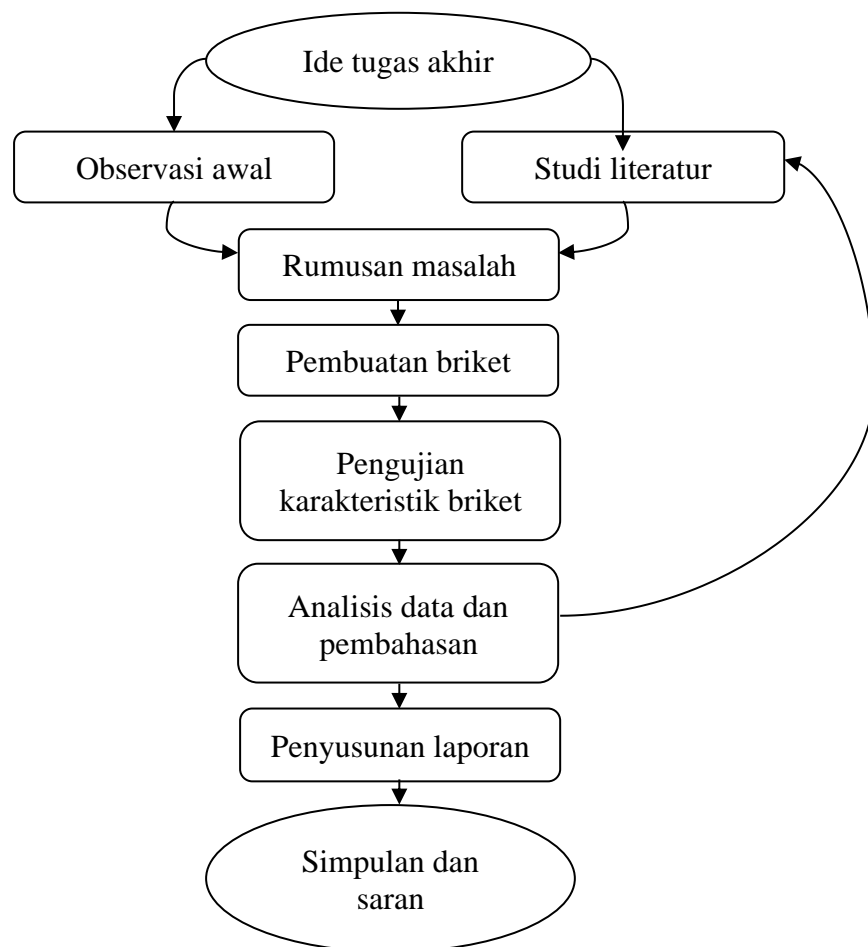 Ide tugas akhir
Observasi awal
Studi literatur
Rumusan masalah
Pembuatan briket
Pengujian
karakteristik briket
Analisis data dan
pembahasan
Penyusunan laporan
Simpulan dan
saran